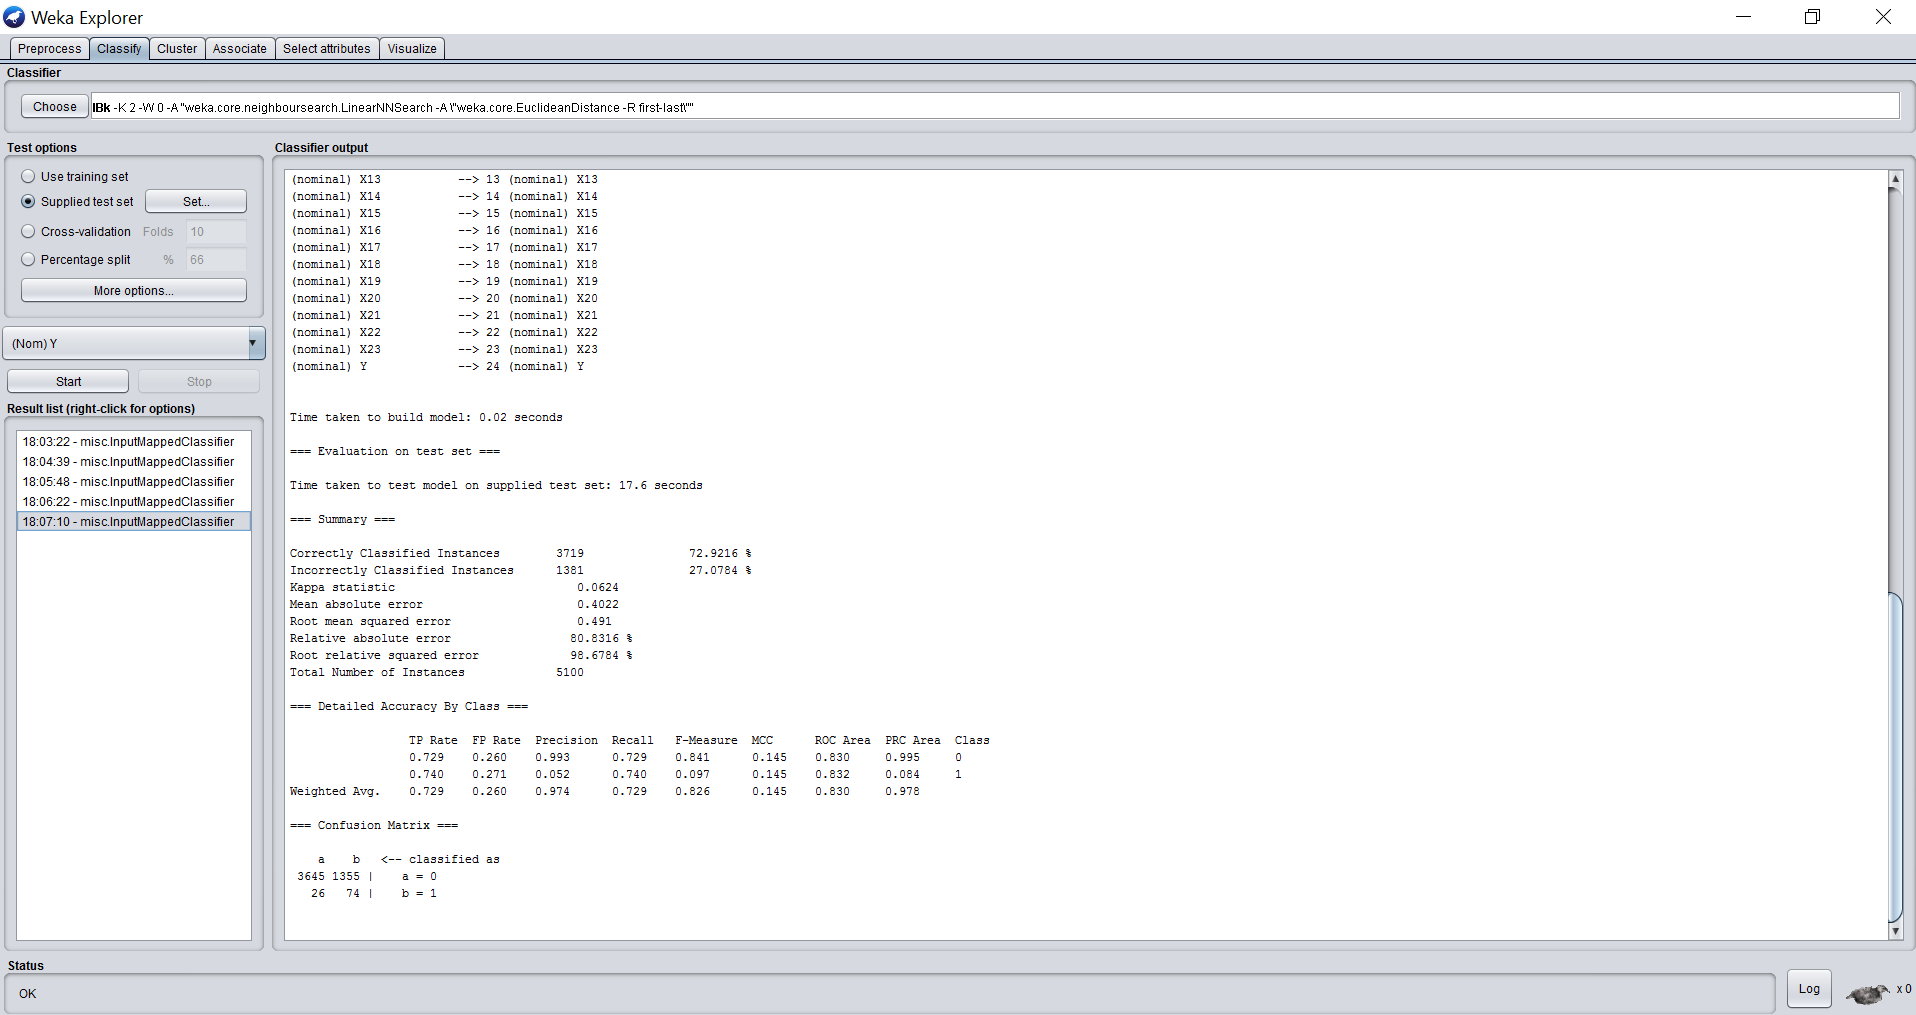 Weka Explorer
Preprocess Classify Cluster Associate Select attributes Visualize
Classifier
Choose IBk -K 2 -W 0 -A "weka.core.neighboursearch.LinearNNSearch -A \"weka.core.EuclideanDistance -R first-last\""
Test options
Use training set
Supplied test set Set...
Cross-validation Folds 10
Percentage split % 66
More options...
(Nom) Y
Start Stop
Result list (right-click for options)
18:03:22 - misc.InputMappedClassifier
18:04:39 - misc.InputMappedClassifier
18:05:48 - misc.InputMappedClassifier
18:06:22 - misc.InputMappedClassifier
18:07:10 - misc.InputMappedClassifier
Classifier output
(nominal) X13 --> 13 (nominal) X13
(nominal) X14 --> 14 (nominal) X14
(nominal) X15 --> 15 (nominal) X15
(nominal) X16 --> 16 (nominal) X16
(nominal) X17 --> 17 (nominal) X17
(nominal) X18 --> 18 (nominal) X18
(nominal) X19 --> 19 (nominal) X19
(nominal) X20 --> 20 (nominal) X20
(nominal) X21 --> 21 (nominal) X21
(nominal) X22 --> 22 (nominal) X22
(nominal) X23 --> 23 (nominal) X23
(nominal) Y --> 24 (nominal) Y
Time taken to build model: 0.02 seconds
=== Evaluation on test set ===
Time taken to test model on supplied test set: 17.6 seconds
=== Summary ===
Correctly Classified Instances 3719 72.9216 %
Incorrectly Classified Instances 1381 27.0784 %
Kappa statistic 0.0624
Mean absolute error 0.4022
Root mean squared error 0.491
Relative absolute error 80.8316 %
Root relative squared error 98.6784 %
Total Number of Instances 5100
=== Detailed Accuracy By Class ===
TP Rate FP Rate Precision Recall F-Measure MCC ROC Area PRC Area Class
0.729 0.260 0.993 0.729 0.841 0.145 0.830 0.995 0
0.740 0.271 0.052 0.740 0.097 0.145 0.832 0.084 1
Weighted Avg. 0.729 0.260 0.974 0.729 0.826 0.145 0.830 0.978
=== Confusion Matrix ===
a b <-- classified as
3645 1355 | a = 0
26 74 | b = 1
Status
OK
Log
x 0